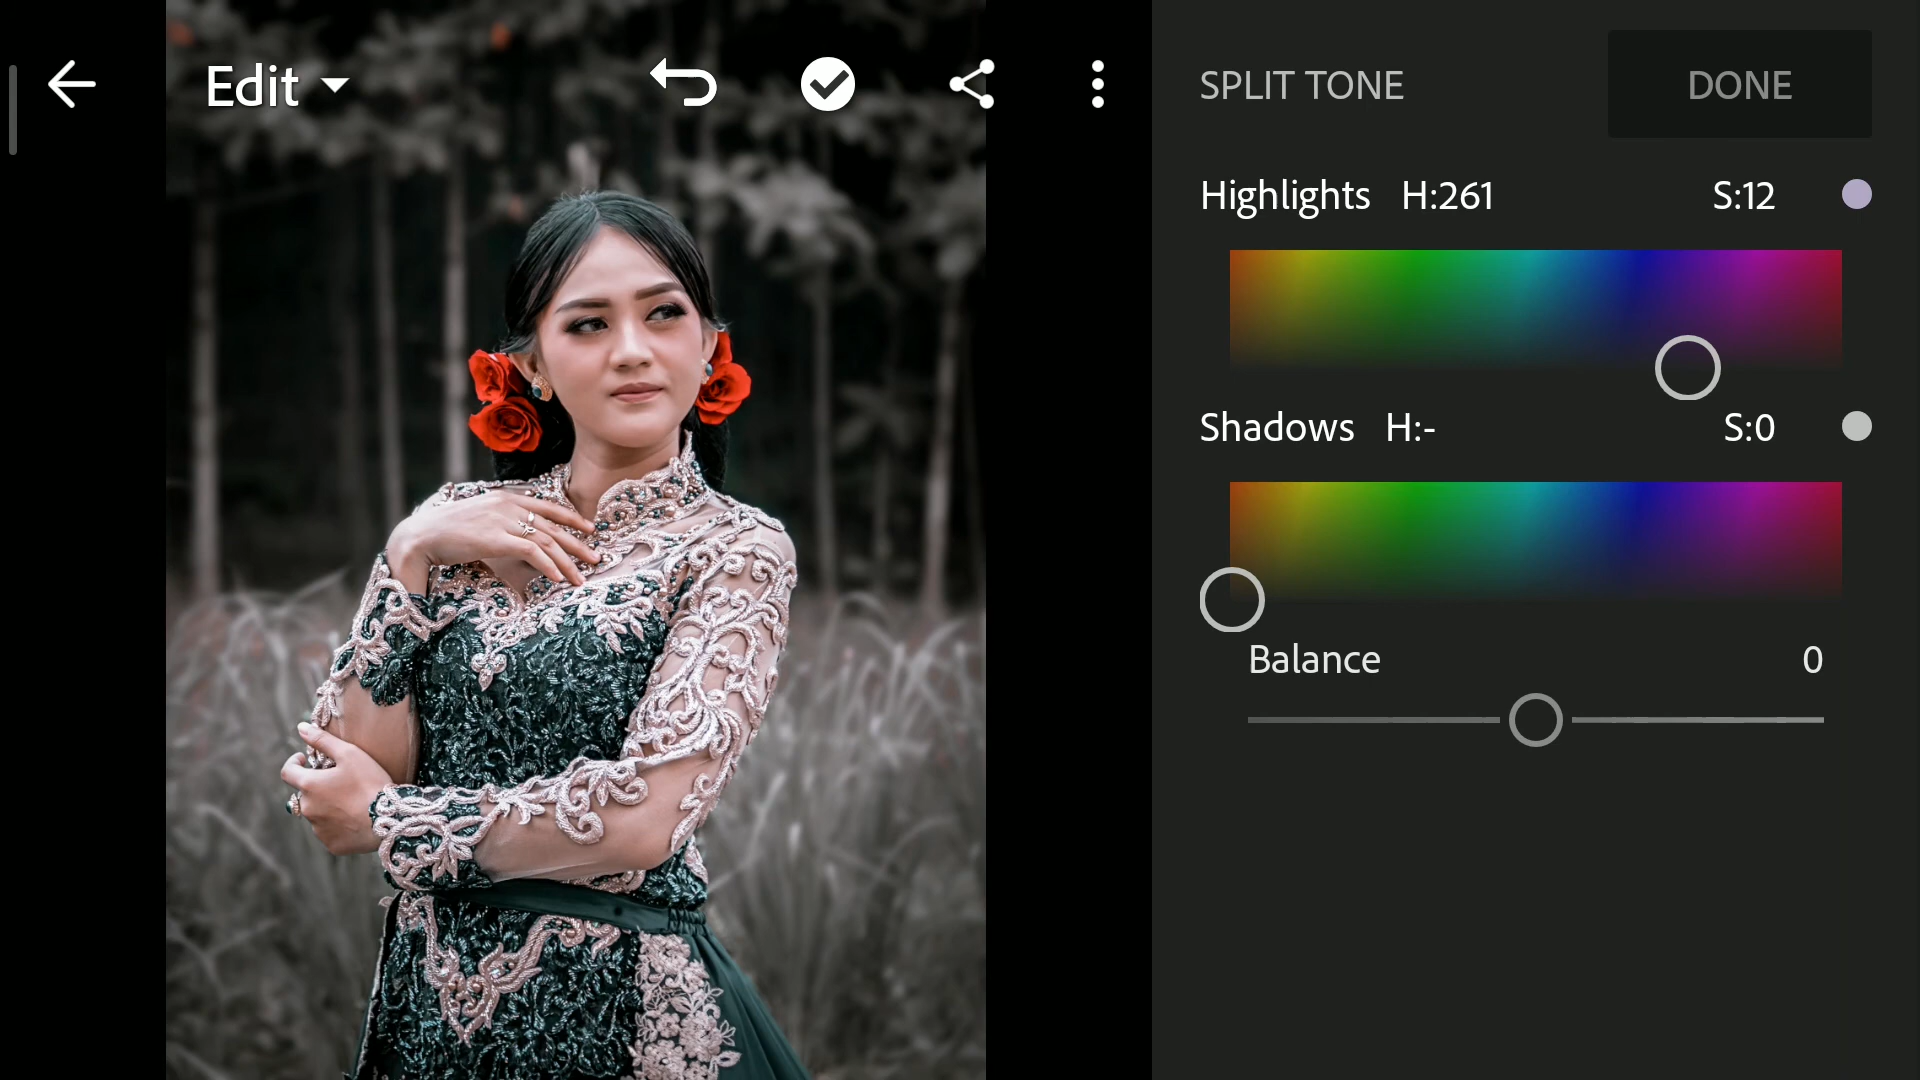 Edit
SPLIT TONE
DONE
Highlights H:261 S:12
Shadows H:- S:0
Balance 0